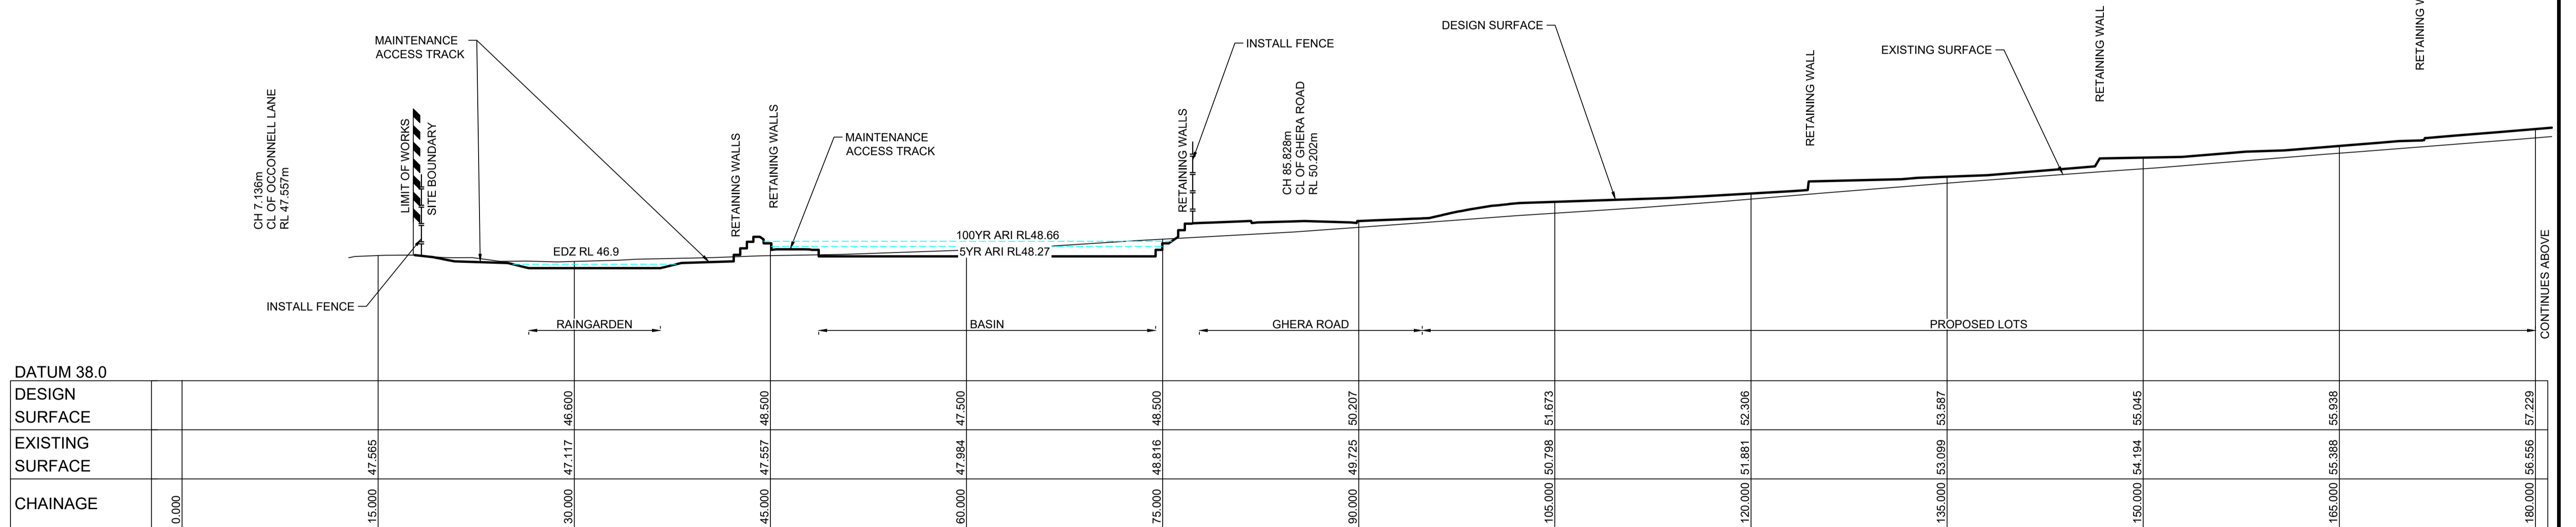 MAINTENANCE
ACCESS TRACK
INSTALL FENCE
DESIGN SURFACE
EXISTING SURFACE
RETAINING WALL
RETAINING WALL
RETAINING W
CH 7.136m
CL OF OCCONNELL LANE
RL 47.557m
LIMIT OF WORKS
SITE BOUNDARY
RETAINING WALLS
RETAINING WALLS
MAINTENANCE
ACCESS TRACK
RETAINING WALLS
CH 85.828m
CL OF GHERA ROAD
RL 50.202m
EDZ RL 46.9
100YR ARI RL48.66
5YR ARI RL48.27
INSTALL FENCE
RAINGARDEN
BASIN
GHERA ROAD
PROPOSED LOTS
CONTINUES ABOVE
DATUM 38.0
DESIGN
SURFACE
46.600
48.500
47.500
48.500
50.207
51.673
52.306
53.587
55.045
55.938
57.229
EXISTING
SURFACE
47.565
47.117
47.557
47.984
48.816
49.725
50.798
51.881
53.099
54.194
55.388
56.556
CHAINAGE
0.000
15.000
30.000
45.000
60.000
75.000
90.000
105.000
120.000
135.000
150.000
165.000
180.000